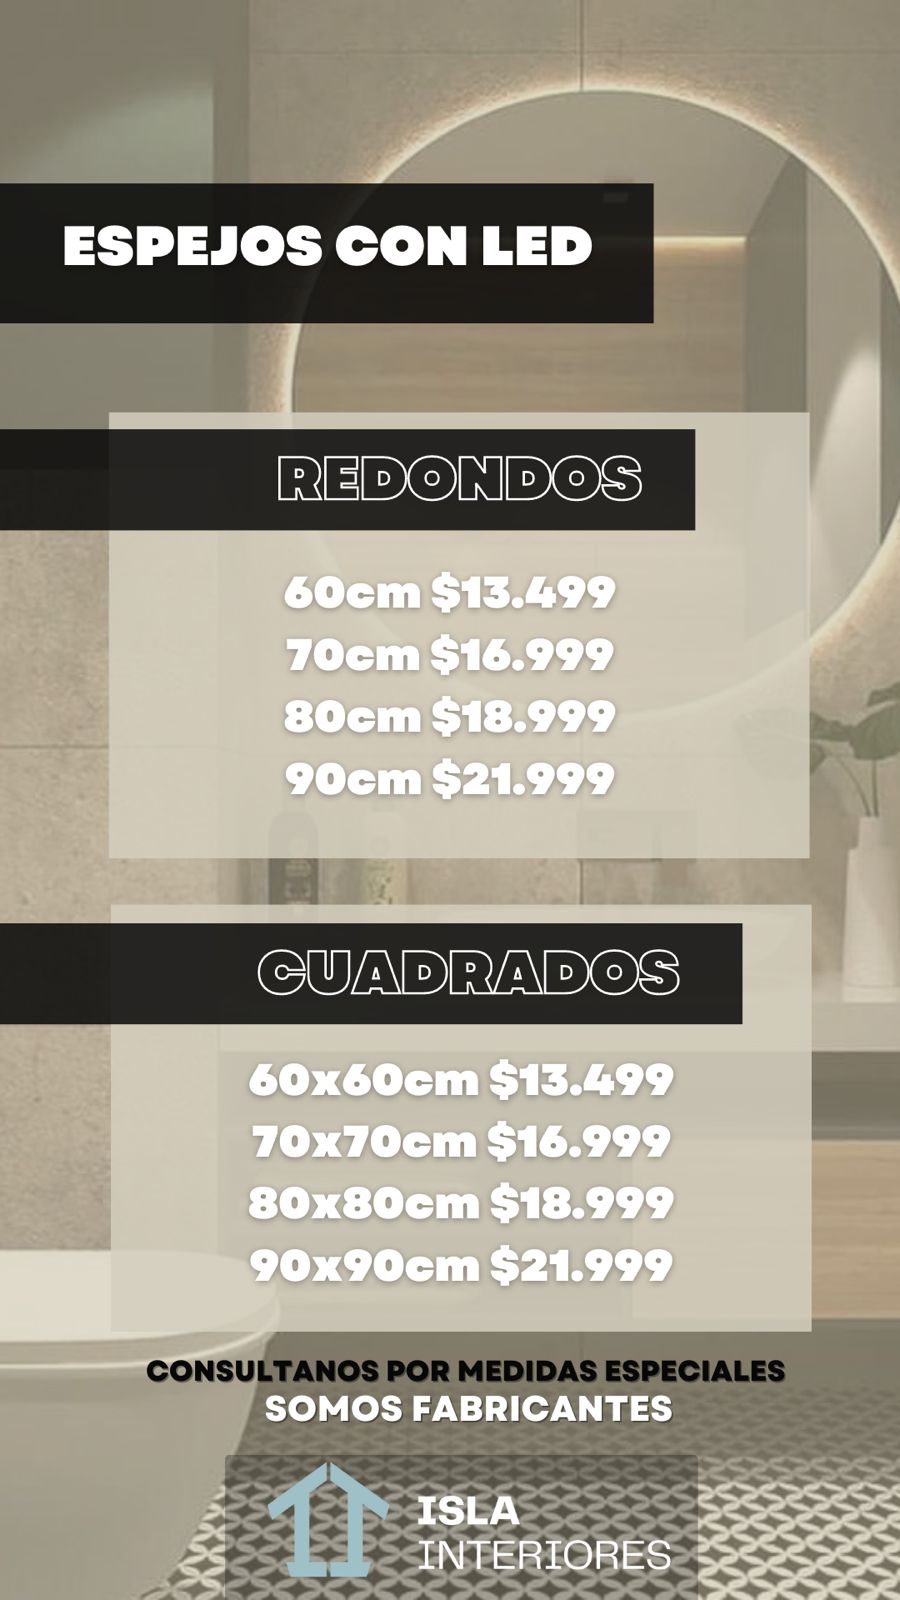 ESPEJOS CON LED
REDONDOS
60cm $13.499
70cm $16.999
80cm $18.999
90cm $21.999
CUADRADOS
60x60cm $13.499
70x70cm $16.999
80x80cm $18.999
90x90cm $21.999
CONSULTANOS POR MEDIDAS ESPECIALES
SOMOS FABRICANTES
ISLA
INTERIORES